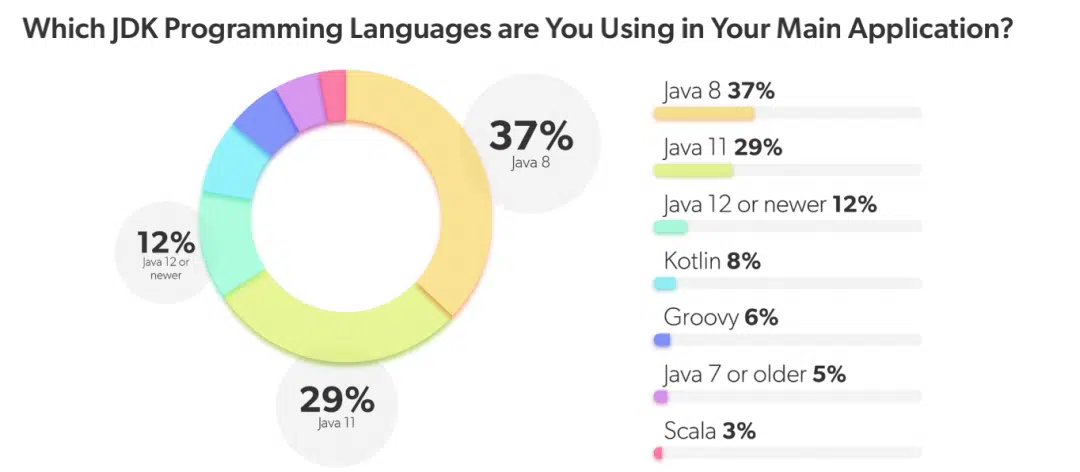 Which JDK Programming Languages are You Using in Your Main Application?
37%
Java 8
12%
Java 12 or
newer
29%
Java 11
Java 8 37%
Java 11 29%
Java 12 or newer 12%
Kotlin 8%
Groovy 6%
Java 7 or older 5%
Scala 3%